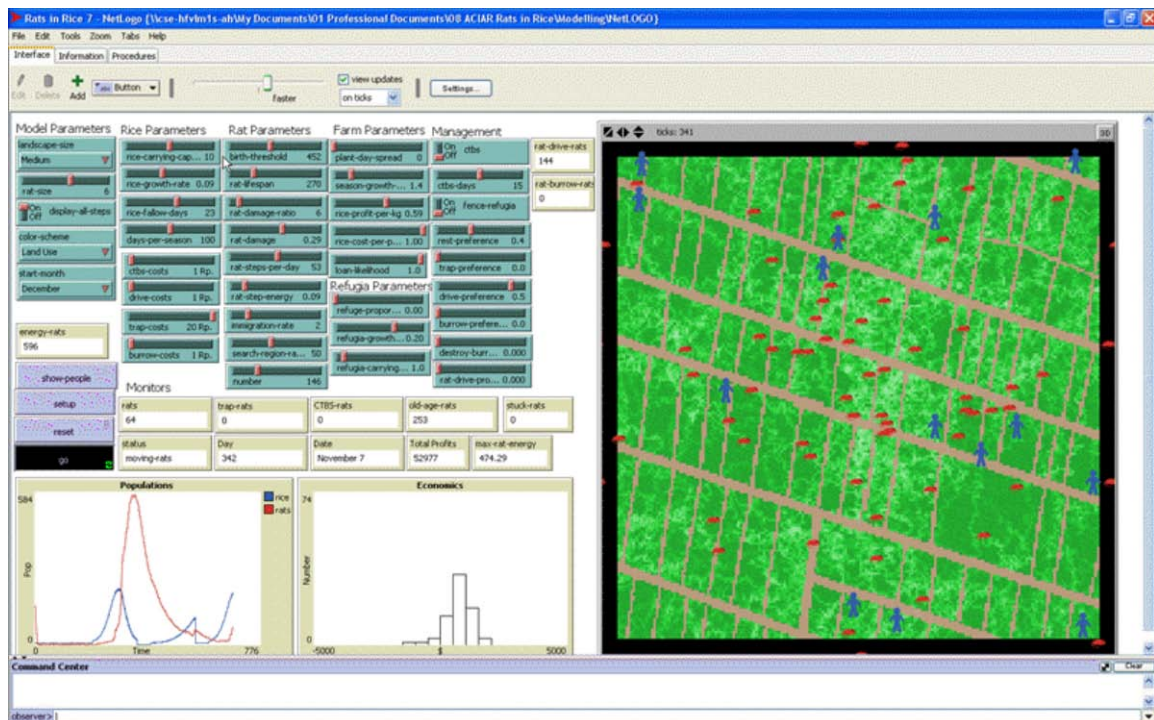 Rats in Rice 7 - NetLogo {\\cse-hfvlm1s-ah\My Documents\01 Professional Documents\08 ACIAR Rats in Rice\Modelling\NetLOGO}
File Edit Tools Zoom Tabs Help
Interface Information Procedures
Edit Delete Add Button faster view updates on ticks Settings...
ticks: 341 3D
Model Parameters Rice Parameters Rat Parameters Farm Parameters Management
landscape-size
Medium
rat-size 6
On Off display-all-steps
color-scheme
Land Use
start-month
December
energy-rats
596
show-people
setup
reset
go
rice-carrying-cap... 10
rice-growth-rate 0.09
rice-fallow-days 23
days-per-season 100
ctbs-costs 1 Rp.
drive-costs 1 Rp.
trap-costs 20 Rp.
burrow-costs 1 Rp.
birth-threshold 452
rat-lifespan 270
rat-damage-ratio 6
rat-damage 0.29
rat-steps-per-day 53
rat-step-energy 0.09
immigration-rate 2
search-region-ra... 50
number 146
plant-day-spread 0
season-growth-... 1.4
rice-profit-per-kg 0.59
rice-cost-per-p... 1.00
loan-likelihood 1.0
Refugia Parameters
refuge-propor... 0.00
refugia-growth... 0.20
refugia-carrying... 1.0
On Off ctbs
ctbs-days 15
On Off fence-refugia
rest-preference 0.4
trap-preference 0.0
drive-preference 0.5
burrow-prefere... 0.0
destroy-burr... 0.000
rat-drive-pro... 0.000
rat-drive-rats
144
rat-burrow-rats
0
Monitors
rats
64
trap-rats
0
CTBS-rats
0
old-age-rats
253
stuck-rats
0
status
moving-rats
Day
342
Date
November 7
Total Profits
52977
max-rat-energy
474.29
Populations
584
Pop
0
0 Time 776
rice
rats
Economics
74
Number
0
-5000 $ 5000
Command Center Clear
observer>